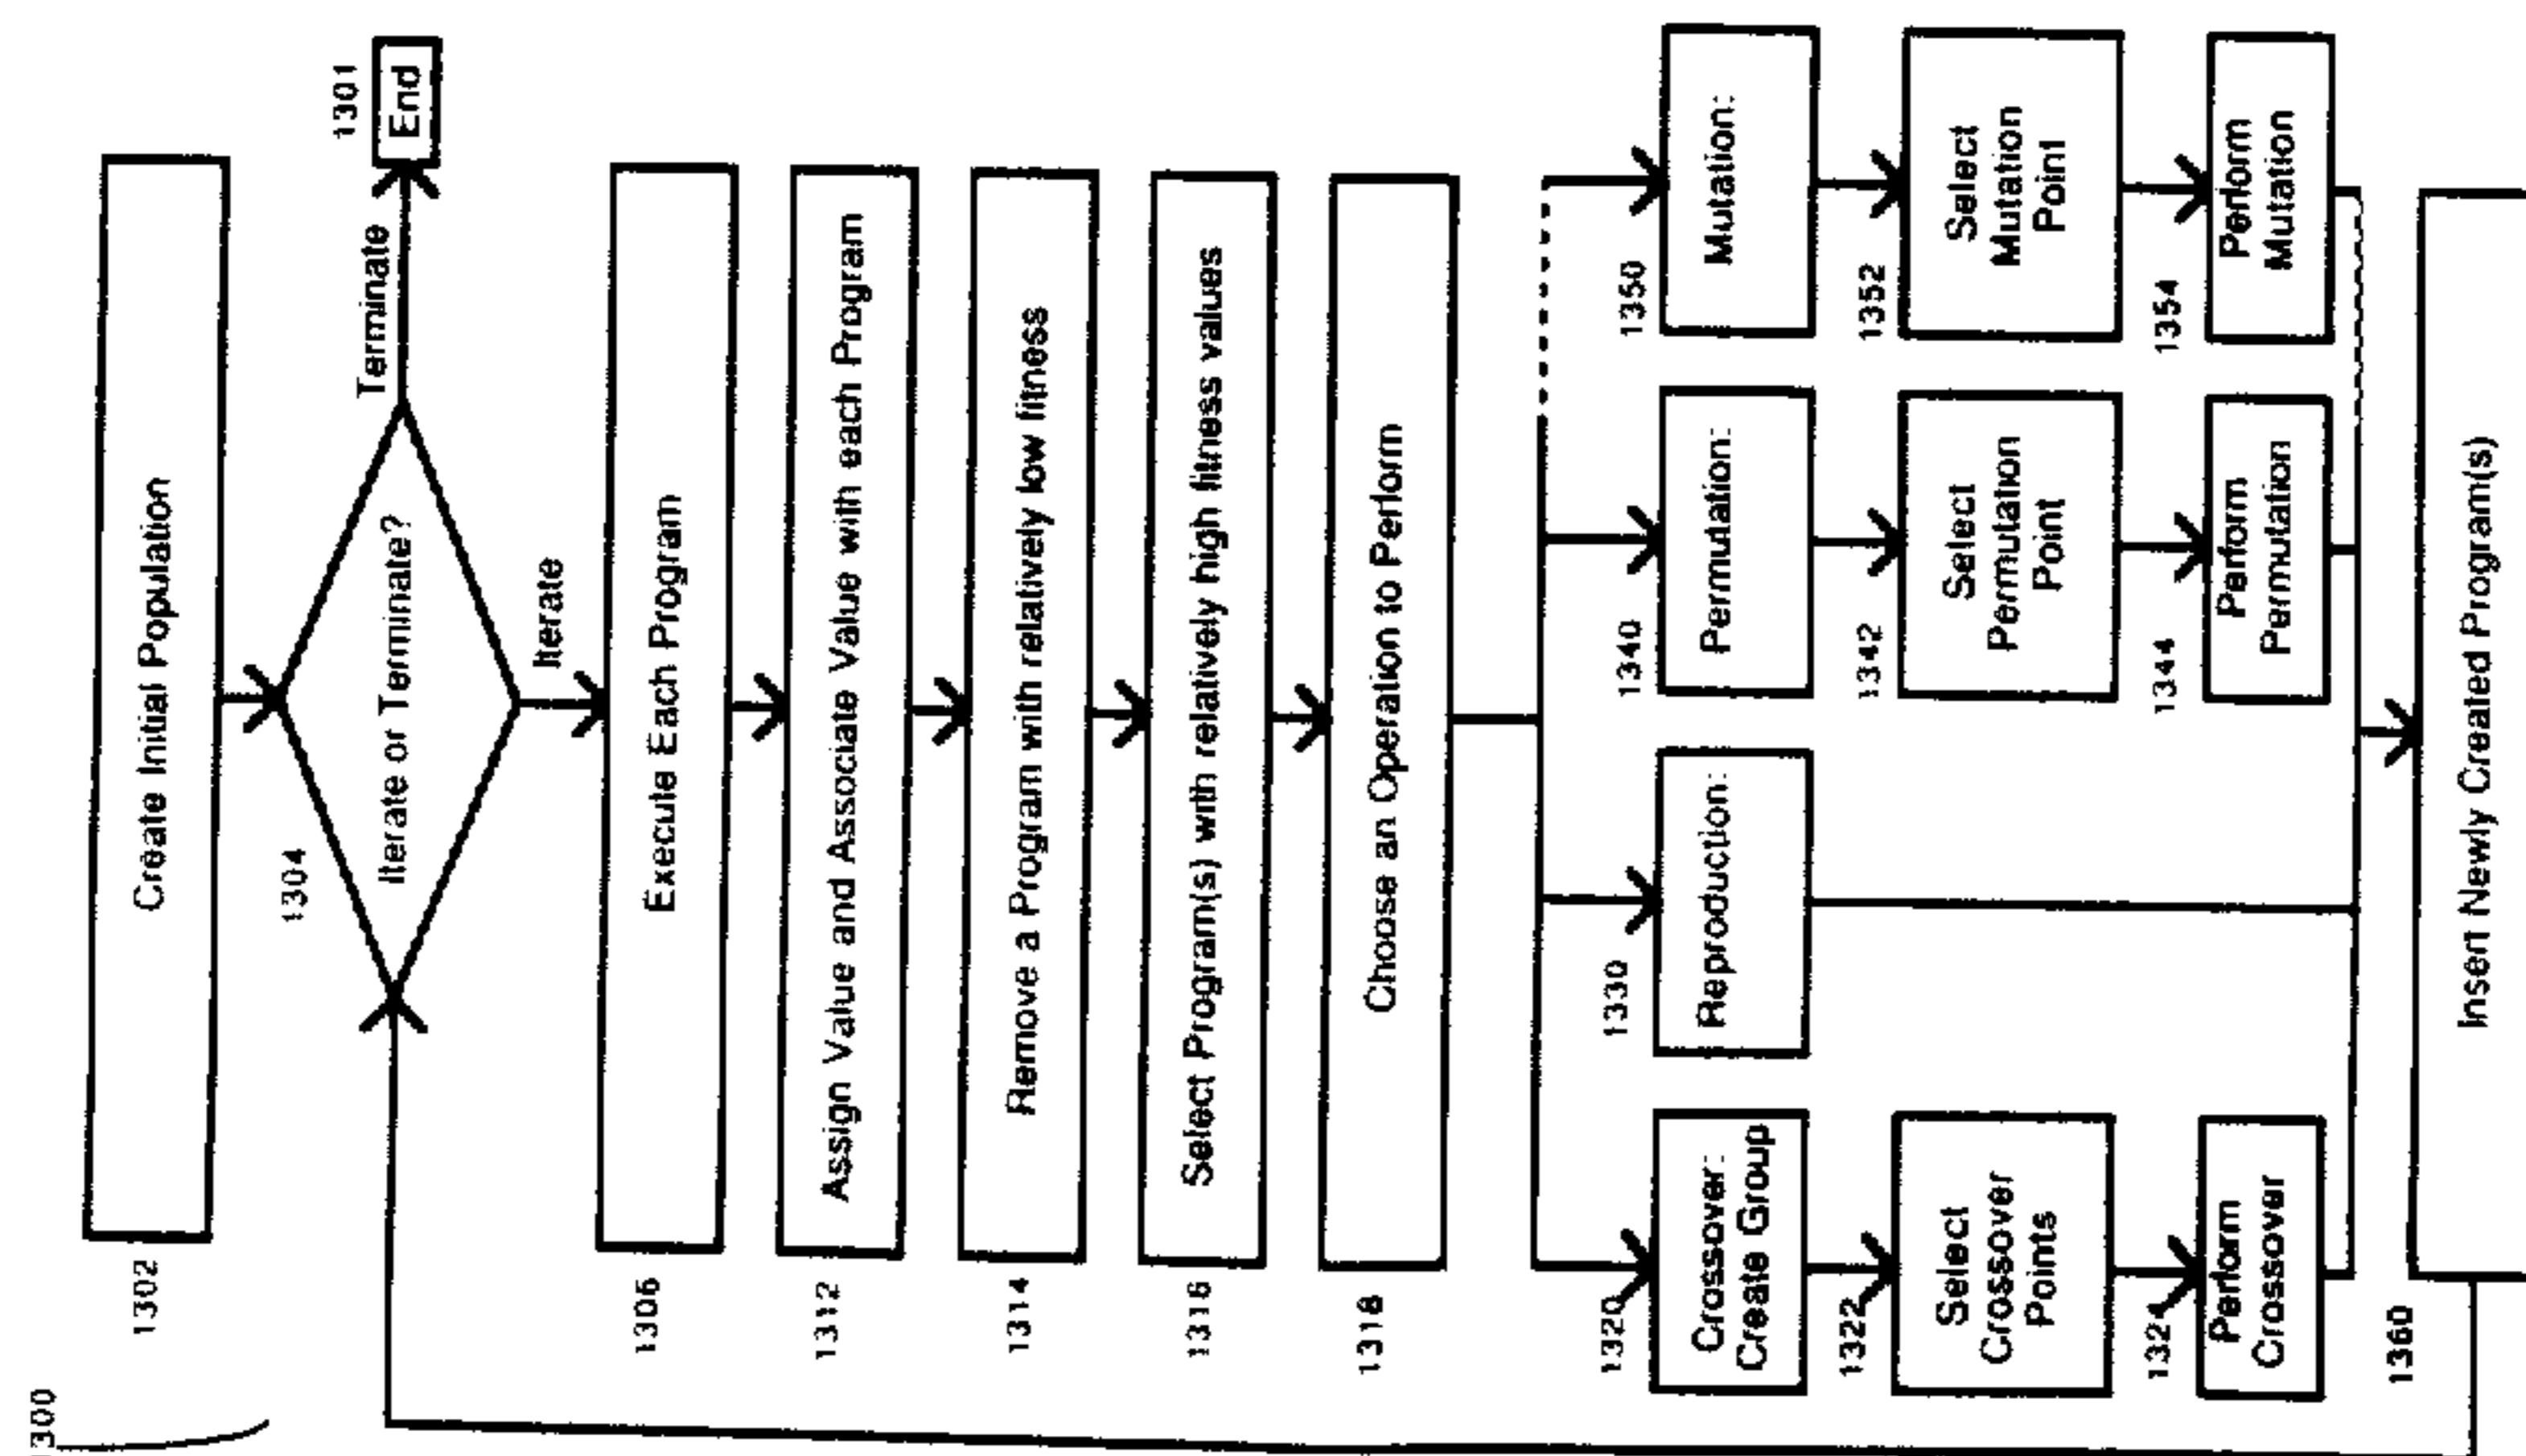 1300
1302
Create Initial Population
1304
Iterate or Terminate?
Terminate
1301
End
Iterate
1306
Execute Each Program
1312
Assign Value and Associate Value with each Program
1314
Remove a Program with relatively low fitness
1316
Select Program(s) with relatively high fitness values
1318
Choose an Operation to Perform
1320
Crossover:
Create Group
1330
Reproduction:
1340
Permutation:
1350
Mutation:
1322
Select
Crossover
Points
1342
Select
Permutation
Point
1352
Select
Mutation
Point
1324
Perform
Crossover
1344
Perform
Permutation
1354
Perform
Mutation
1360
Insert Newly Created Program(s)